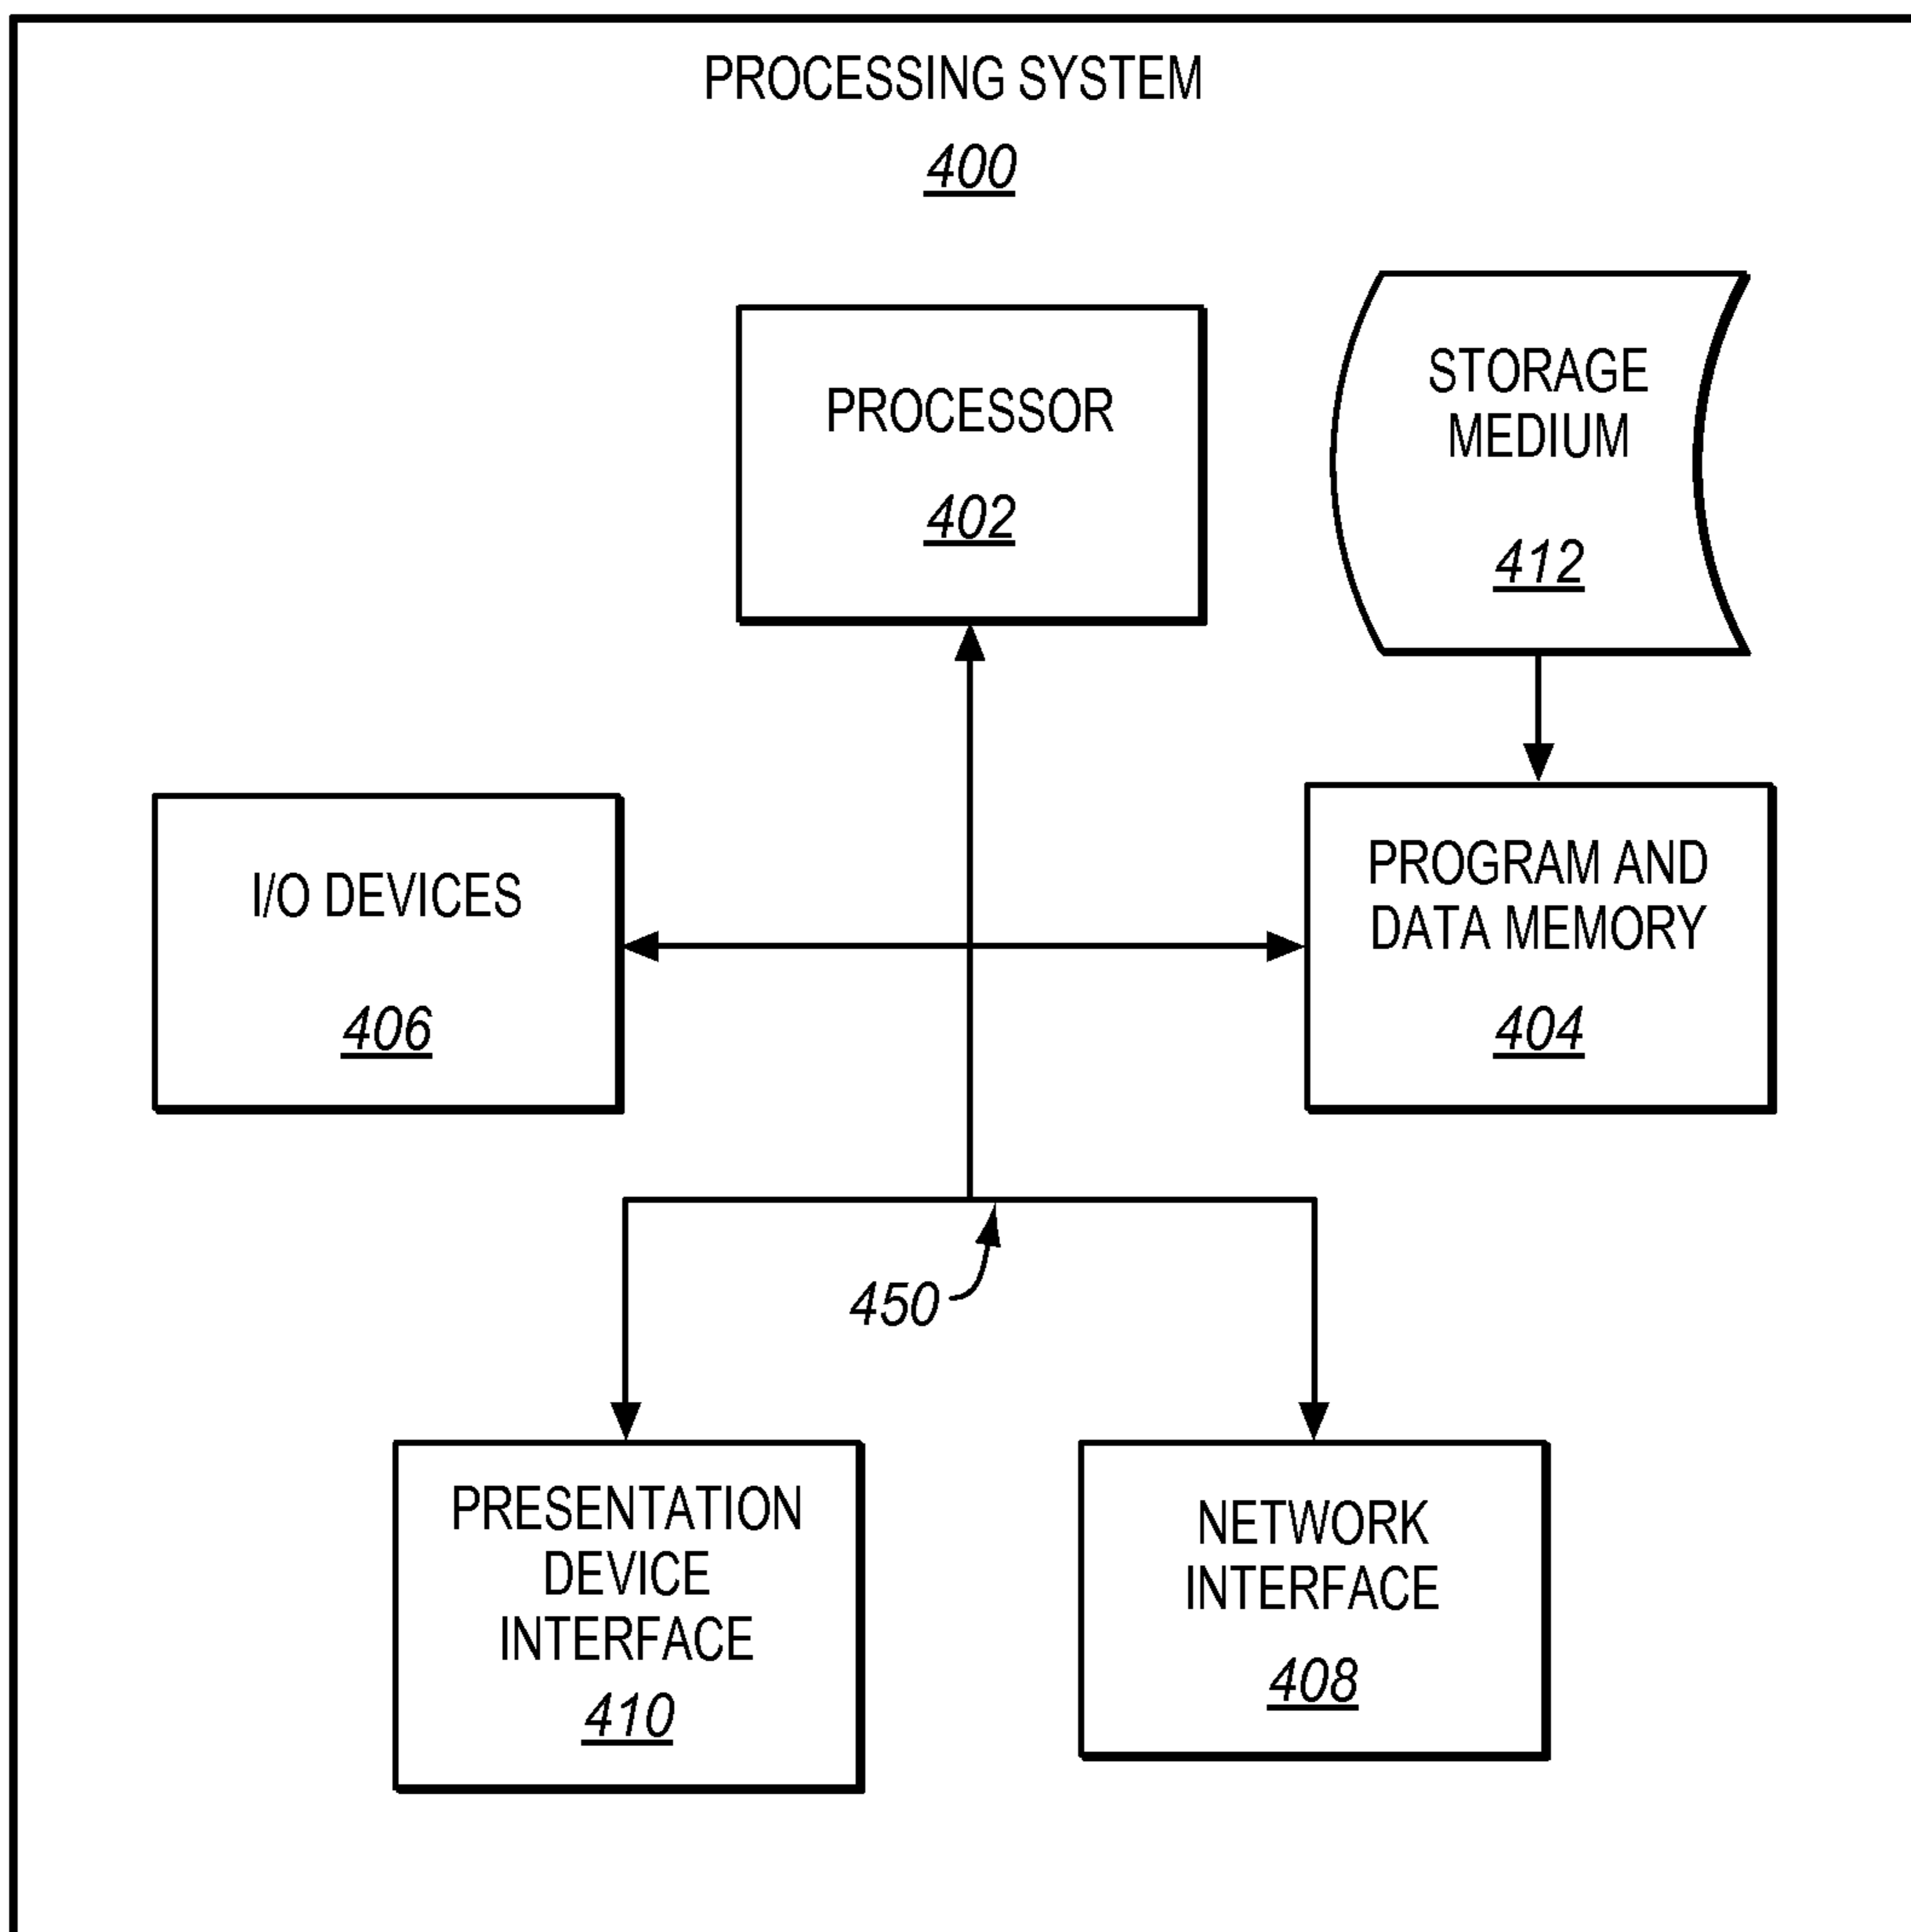 PROCESSING SYSTEM
400
PROCESSOR
402
STORAGE
MEDIUM
412
I/O DEVICES
406
PROGRAM AND
DATA MEMORY
404
450
PRESENTATION
DEVICE
INTERFACE
410
NETWORK
INTERFACE
408